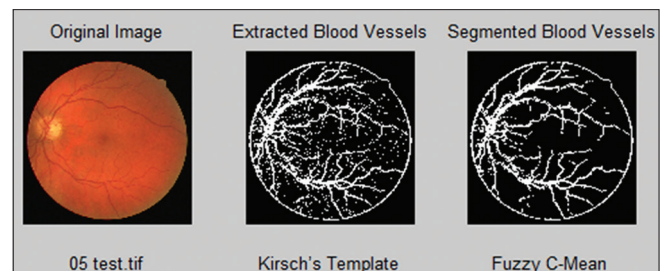 Original Image Extracted Blood Vessels Segmented Blood Vessels
05 test.tif Kirsch's Template Fuzzy C-Mean